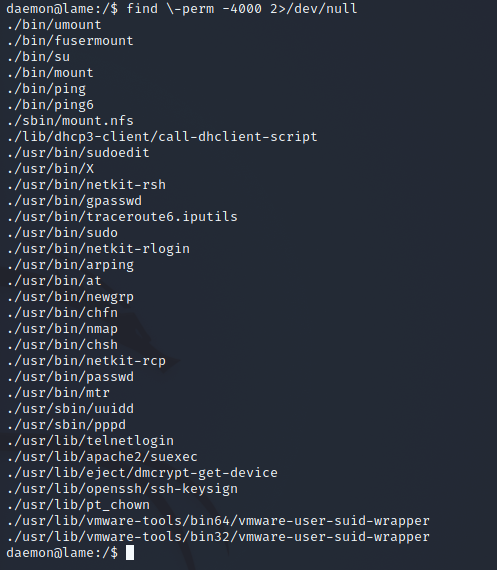 daemon@lame:/$ find \-perm -4000 2>/dev/null
./bin/umount
./bin/fusermount
./bin/su
./bin/mount
./bin/ping
./bin/ping6
./sbin/mount.nfs
./lib/dhcp3-client/call-dhclient-script
./usr/bin/sudoedit
./usr/bin/X
./usr/bin/netkit-rsh
./usr/bin/gpasswd
./usr/bin/traceroute6.iputils
./usr/bin/sudo
./usr/bin/netkit-rlogin
./usr/bin/arping
./usr/bin/at
./usr/bin/newgrp
./usr/bin/chfn
./usr/bin/nmap
./usr/bin/chsh
./usr/bin/netkit-rcp
./usr/bin/passwd
./usr/bin/mtr
./usr/sbin/uuidd
./usr/sbin/pppd
./usr/lib/telnetlogin
./usr/lib/apache2/suexec
./usr/lib/eject/dmcrypt-get-device
./usr/lib/openssh/ssh-keysign
./usr/lib/pt_chown
./usr/lib/vmware-tools/bin64/vmware-user-suid-wrapper
./usr/lib/vmware-tools/bin32/vmware-user-suid-wrapper
daemon@lame:/$